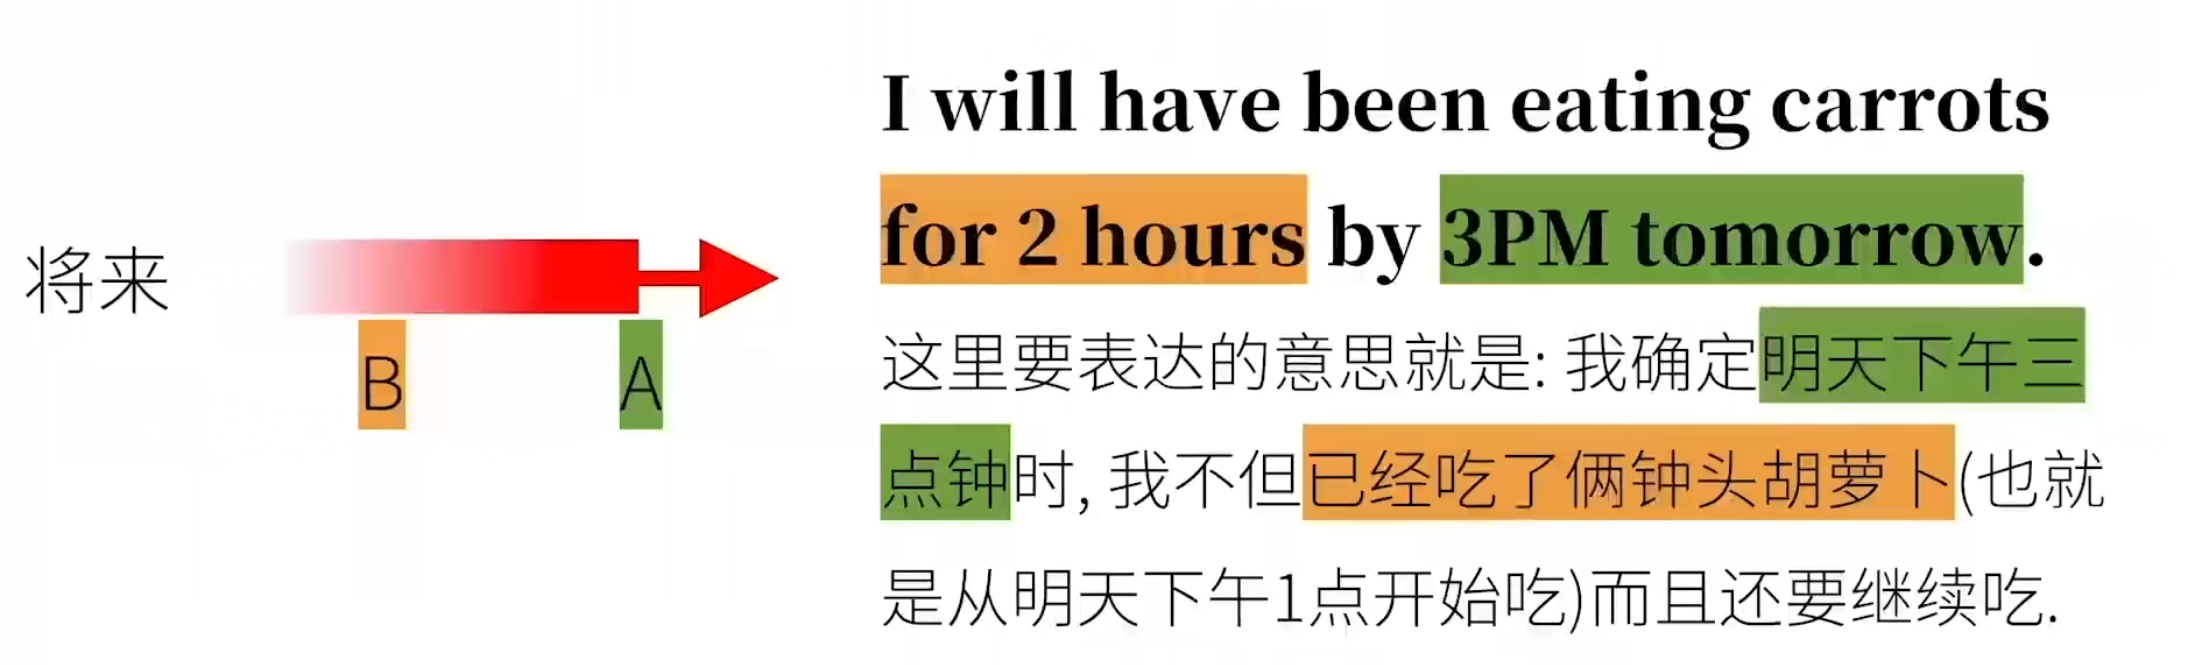 I will have been eating carrots
for 2 hours by 3PM tomorrow.
将来
B
A
这里要表达的意思就是: 我确定明天下午三
点钟时, 我不但已经吃了俩钟头胡萝卜(也就
是从明天下午1点开始吃)而且还要继续吃.